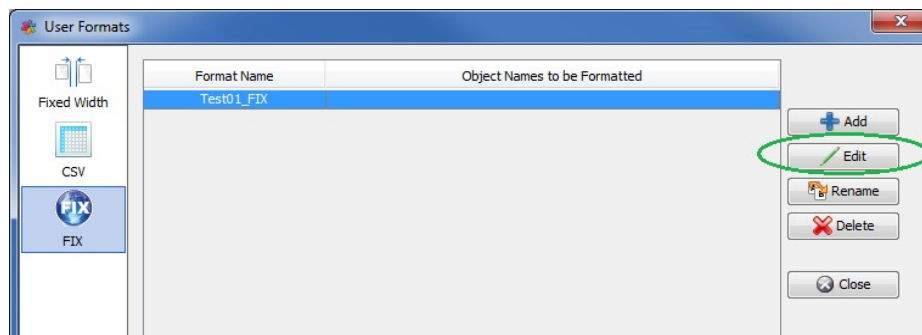 User Formats
Fixed Width
CSV
FIX
FIX
Format Name Object Names to be Formatted
Test01_FIX
Add
Edit
Rename
Delete
Close